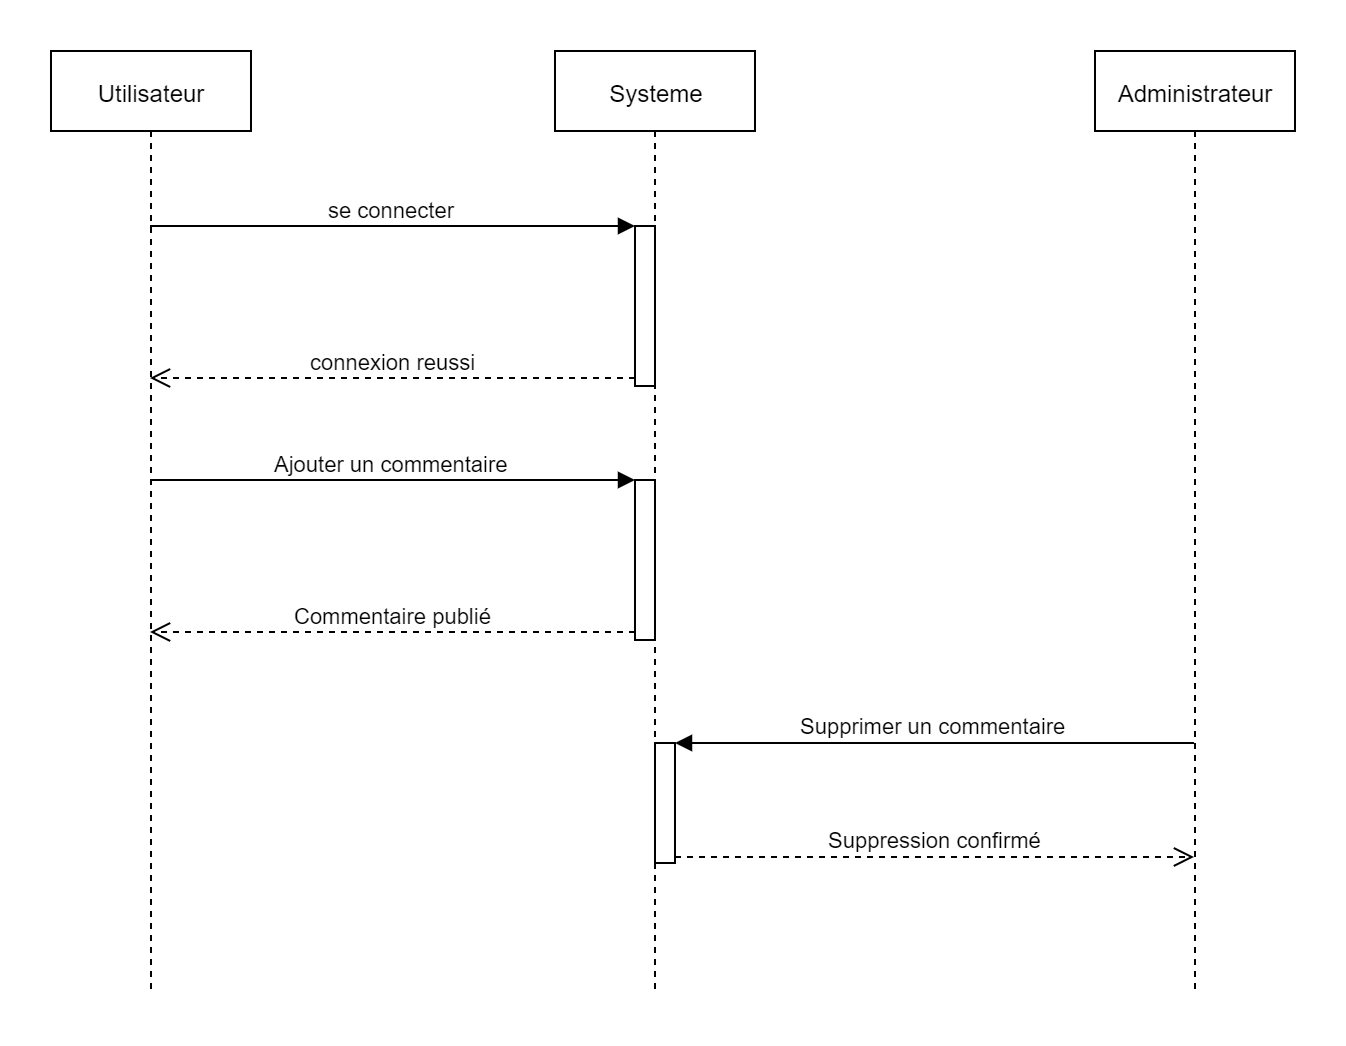 Utilisateur
Systeme
Administrateur
se connecter
connexion reussi
Ajouter un commentaire
Commentaire publié
Supprimer un commentaire
Suppression confirmé